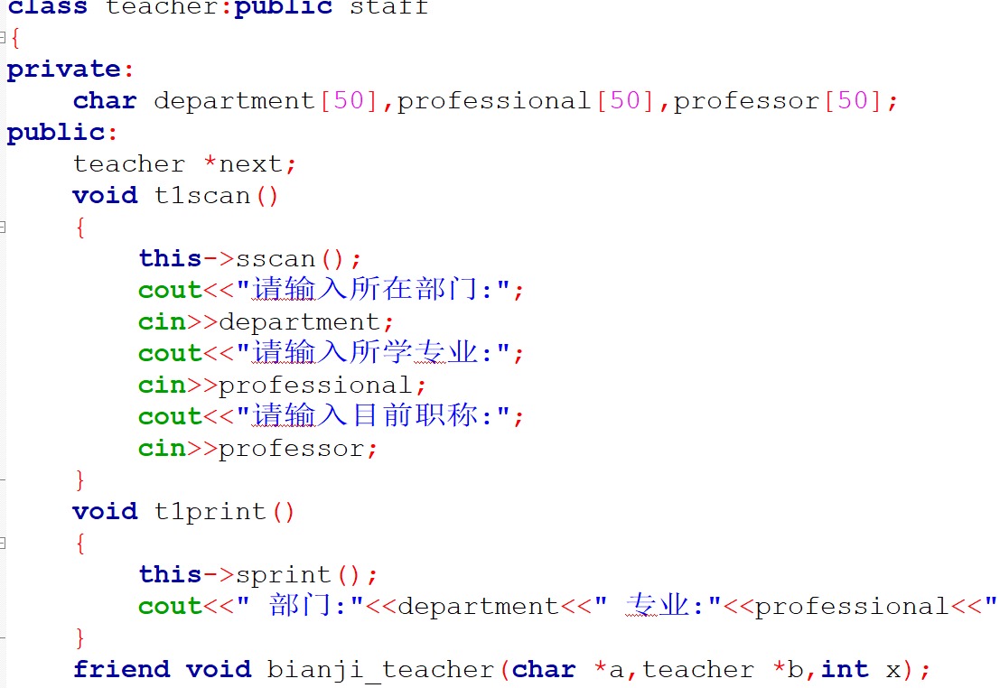 class teacher:public staff
{
private:
    char department[50],professional[50],professor[50];
public:
    teacher *next;
    void t1scan()
    {
        this->sscan();
        cout<<"请输入所在部门:";
        cin>>department;
        cout<<"请输入所学专业:";
        cin>>professional;
        cout<<"请输入目前职称:";
        cin>>professor;
    }
    void t1print()
    {
        this->sprint();
        cout<<" 部门:"<<department<<" 专业:"<<professional<<"
    }
    friend void bianji_teacher(char *a,teacher *b,int x);